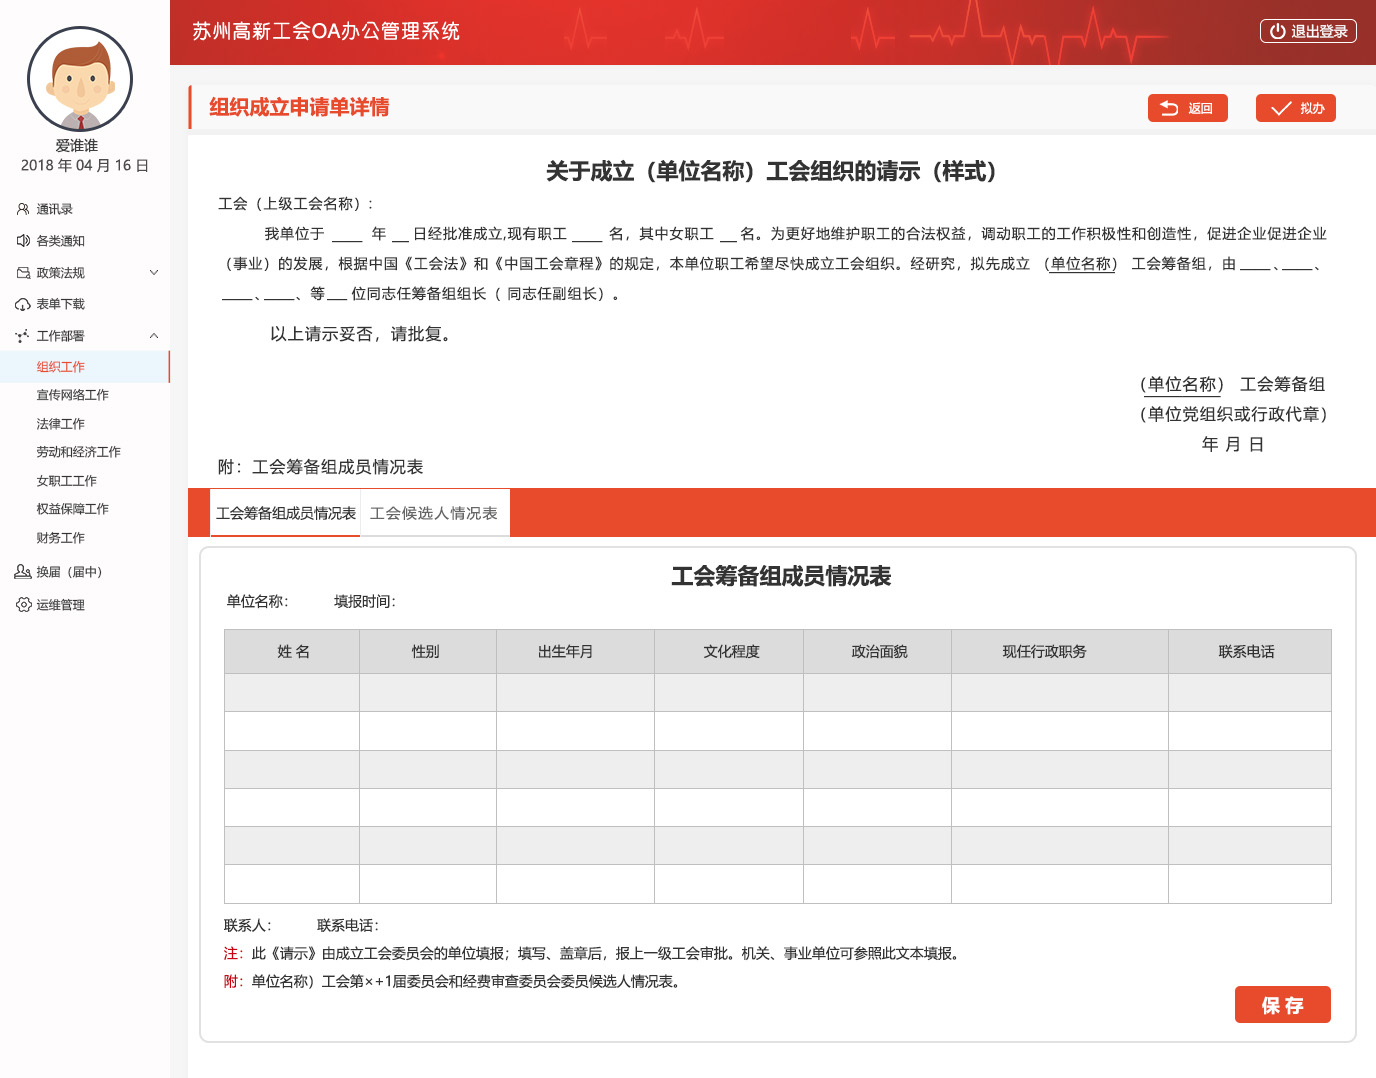 苏州高新工会OA办公管理系统
退出登录
爱谁谁
2018 年 04 月 16 日
通讯录
各类通知
政策法规
表单下载
工作部署
组织工作
宣传网络工作
法律工作
劳动和经济工作
女职工工作
权益保障工作
财务工作
换届（届中）
运维管理
组织成立申请单详情
返回
拟办
关于成立（单位名称）工会组织的请示（样式）
工会（上级工会名称）:
我单位于 ____ 年 __ 日经批准成立,现有职工 ____ 名，其中女职工 __ 名。为更好地维护职工的合法权益，调动职工的工作积极性和创造性，促进企业促进企业
（事业）的发展，根据中国《工会法》和《中国工会章程》的规定，本单位职工希望尽快成立工会组织。经研究，拟先成立 （单位名称） 工会筹备组，由 ____ 、____ 、
____ 、____、等 ___ 位同志任筹备组组长（ 同志任副组长）。
以上请示妥否，请批复。
（单位名称） 工会筹备组
（单位党组织或行政代章）
年 月 日
附：工会筹备组成员情况表
工会筹备组成员情况表 工会候选人情况表
工会筹备组成员情况表
单位名称： 填报时间：
姓 名 性别 出生年月 文化程度 政治面貌 现任行政职务 联系电话
联系人： 联系电话：
注：此《请示》由成立工会委员会的单位填报；填写、盖章后，报上一级工会审批。机关、事业单位可参照此文本填报。
附：单位名称）工会第×+1届委员会和经费审查委员会委员候选人情况表。
保 存